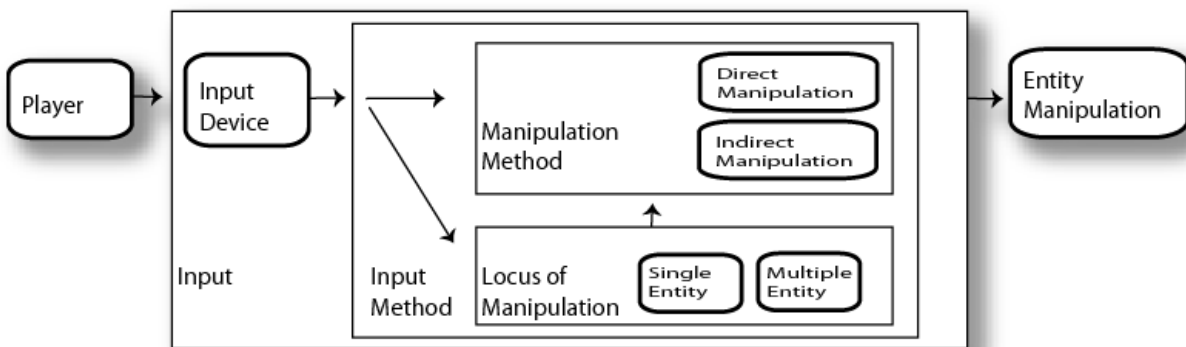 Player
Input
Device
Input
Input
Method
Manipulation
Method
Direct
Manipulation
Indirect
Manipulation
Locus of
Manipulation
Single
Entity
Multiple
Entity
Entity
Manipulation